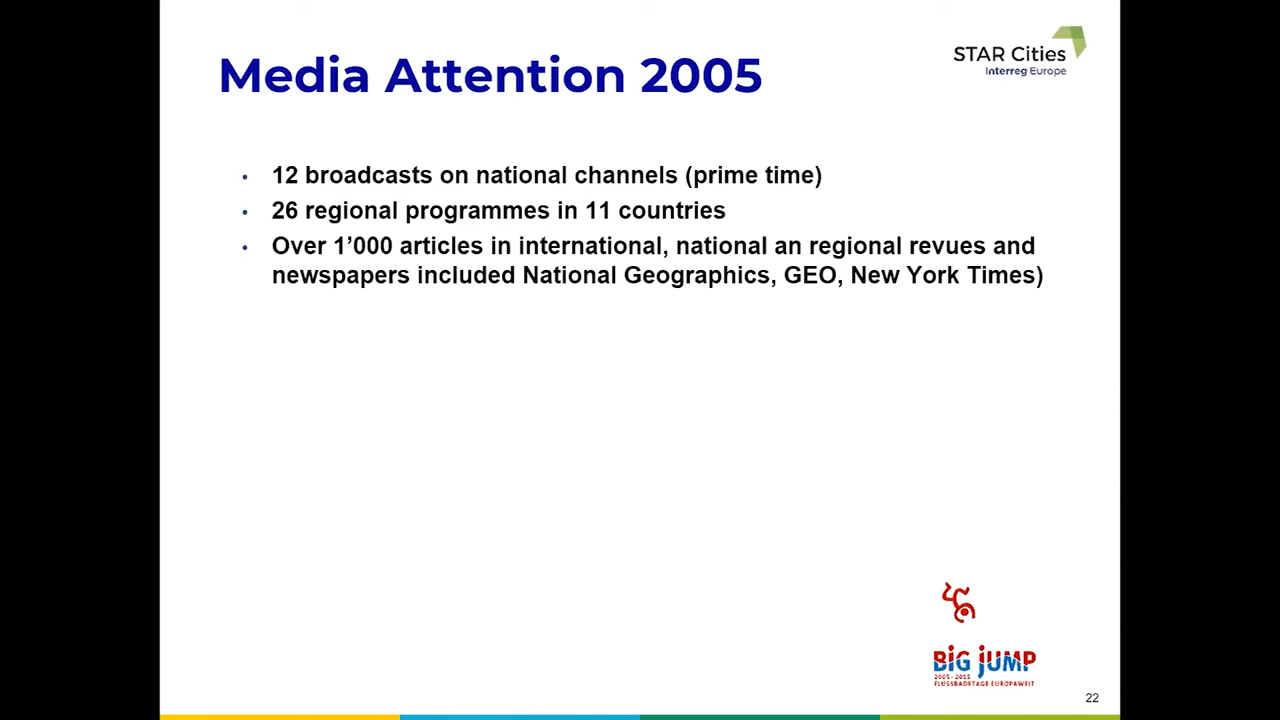 Media Attention 2005
STAR Cities
Interreg Europe
• 12 broadcasts on national channels (prime time)
• 26 regional programmes in 11 countries
• Over 1’000 articles in international, national an regional revues and
newspapers included National Geographics, GEO, New York Times)
BiG jUMP
2005 - 2015
FLUSSBADETAGE EUROPAWEIT
22